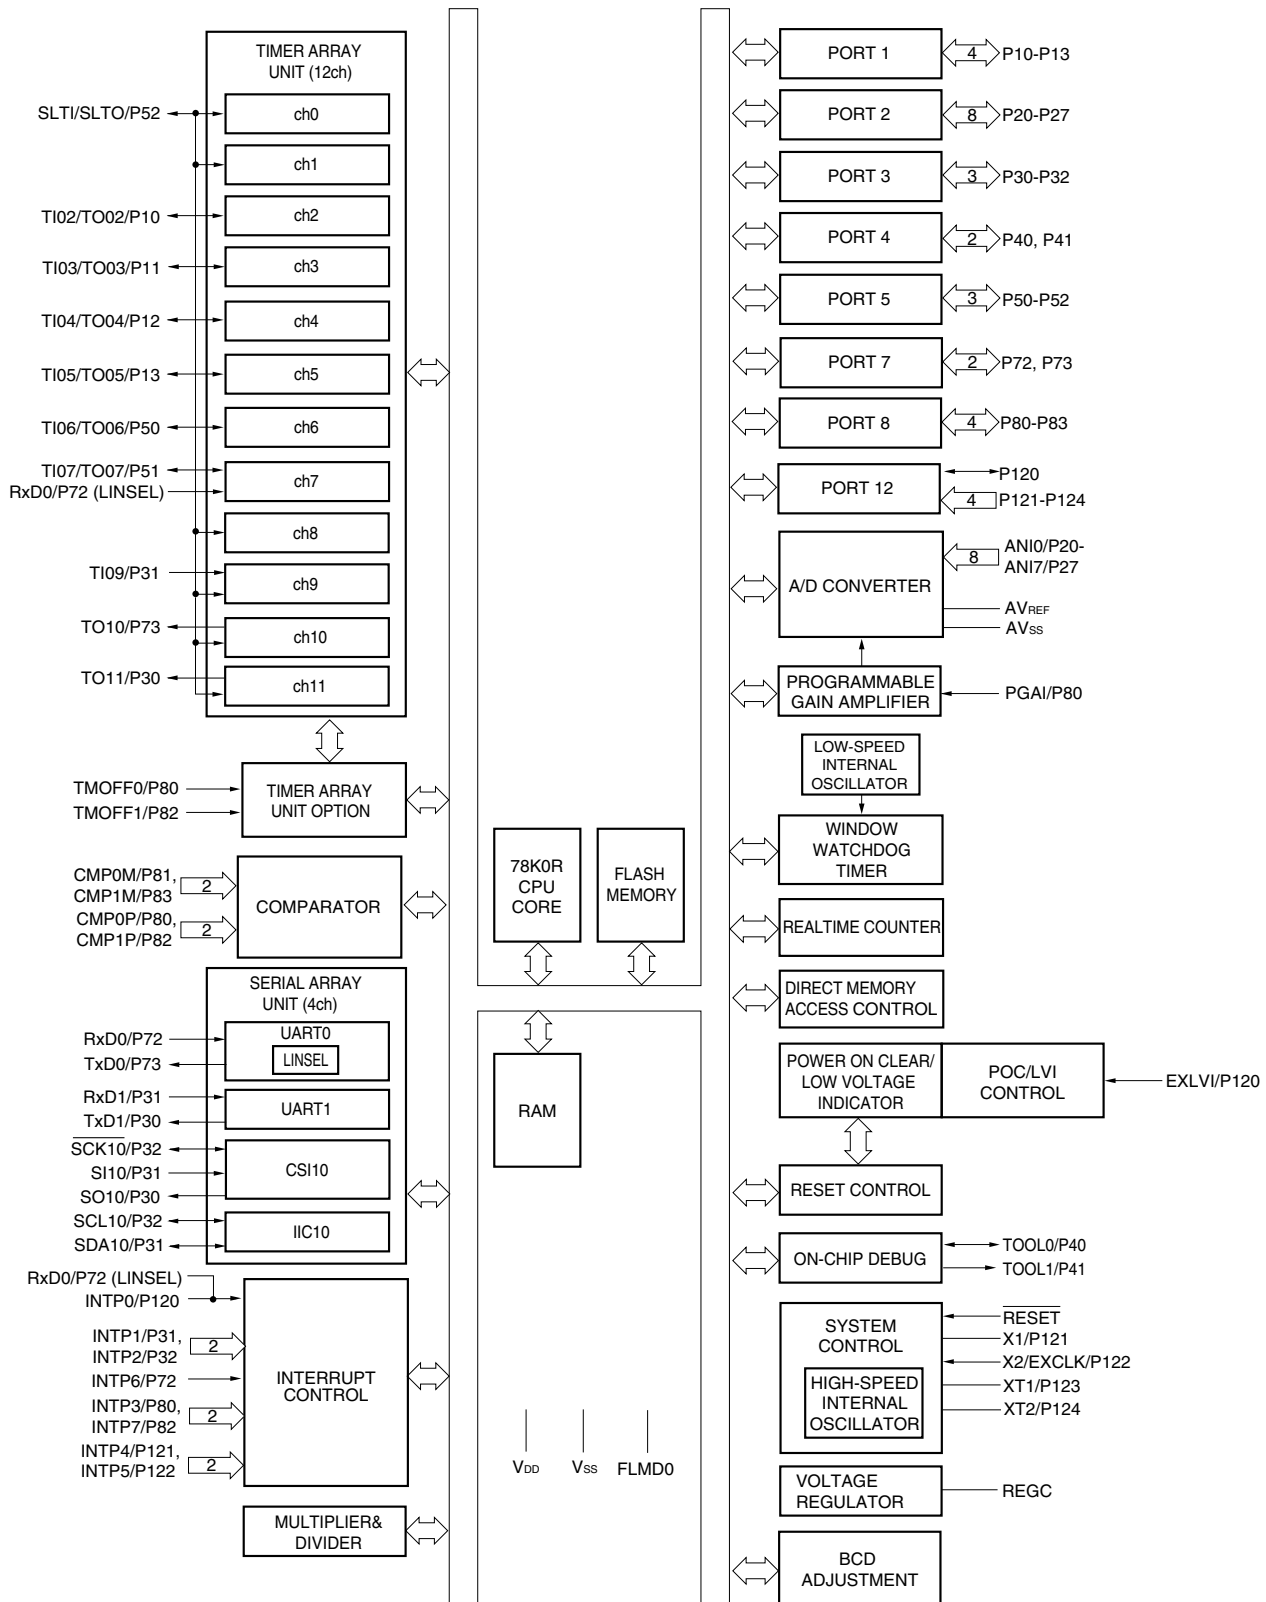 TIMER ARRAY
UNIT (12ch)
SLTI/SLTO/P52
ch0
ch1
TI02/TO02/P10
ch2
TI03/TO03/P11
ch3
TI04/TO04/P12
ch4
TI05/TO05/P13
ch5
TI06/TO06/P50
ch6
TI07/TO07/P51
RxD0/P72 (LINSEL)
ch7
ch8
TI09/P31
ch9
TO10/P73
ch10
TO11/P30
ch11
TMOFF0/P80
TMOFF1/P82
TIMER ARRAY
UNIT OPTION
CMP0M/P81,
CMP1M/P83
2
CMP0P/P80,
CMP1P/P82
2
COMPARATOR
SERIAL ARRAY
UNIT (4ch)
RxD0/P72
TxD0/P73
UART0
LINSEL
RxD1/P31
TxD1/P30
UART1
SCK10/P32
SI10/P31
SO10/P30
CSI10
SCL10/P32
SDA10/P31
IIC10
RxD0/P72 (LINSEL)
INTP0/P120
INTP1/P31,
INTP2/P32
2
INTP6/P72
INTP3/P80,
INTP7/P82
2
INTP4/P121,
INTP5/P122
2
INTERRUPT
CONTROL
MULTIPLIER&
DIVIDER
78K0R
CPU
CORE
FLASH
MEMORY
RAM
VDD
VSS
FLMD0
PORT 1
4
P10-P13
PORT 2
8
P20-P27
PORT 3
3
P30-P32
PORT 4
2
P40, P41
PORT 5
3
P50-P52
PORT 7
2
P72, P73
PORT 8
4
P80-P83
PORT 12
P120
4
P121-P124
A/D CONVERTER
8
ANI0/P20-
ANI7/P27
AVREF
AVSS
PROGRAMMABLE
GAIN AMPLIFIER
PGAI/P80
LOW-SPEED
INTERNAL
OSCILLATOR
WINDOW
WATCHDOG
TIMER
REALTIME COUNTER
DIRECT MEMORY
ACCESS CONTROL
POWER ON CLEAR/
LOW VOLTAGE
INDICATOR
POC/LVI
CONTROL
EXLVI/P120
RESET CONTROL
ON-CHIP DEBUG
TOOL0/P40
TOOL1/P41
SYSTEM
CONTROL
HIGH-SPEED
INTERNAL
OSCILLATOR
RESET
X1/P121
X2/EXCLK/P122
XT1/P123
XT2/P124
VOLTAGE
REGULATOR
REGC
BCD
ADJUSTMENT